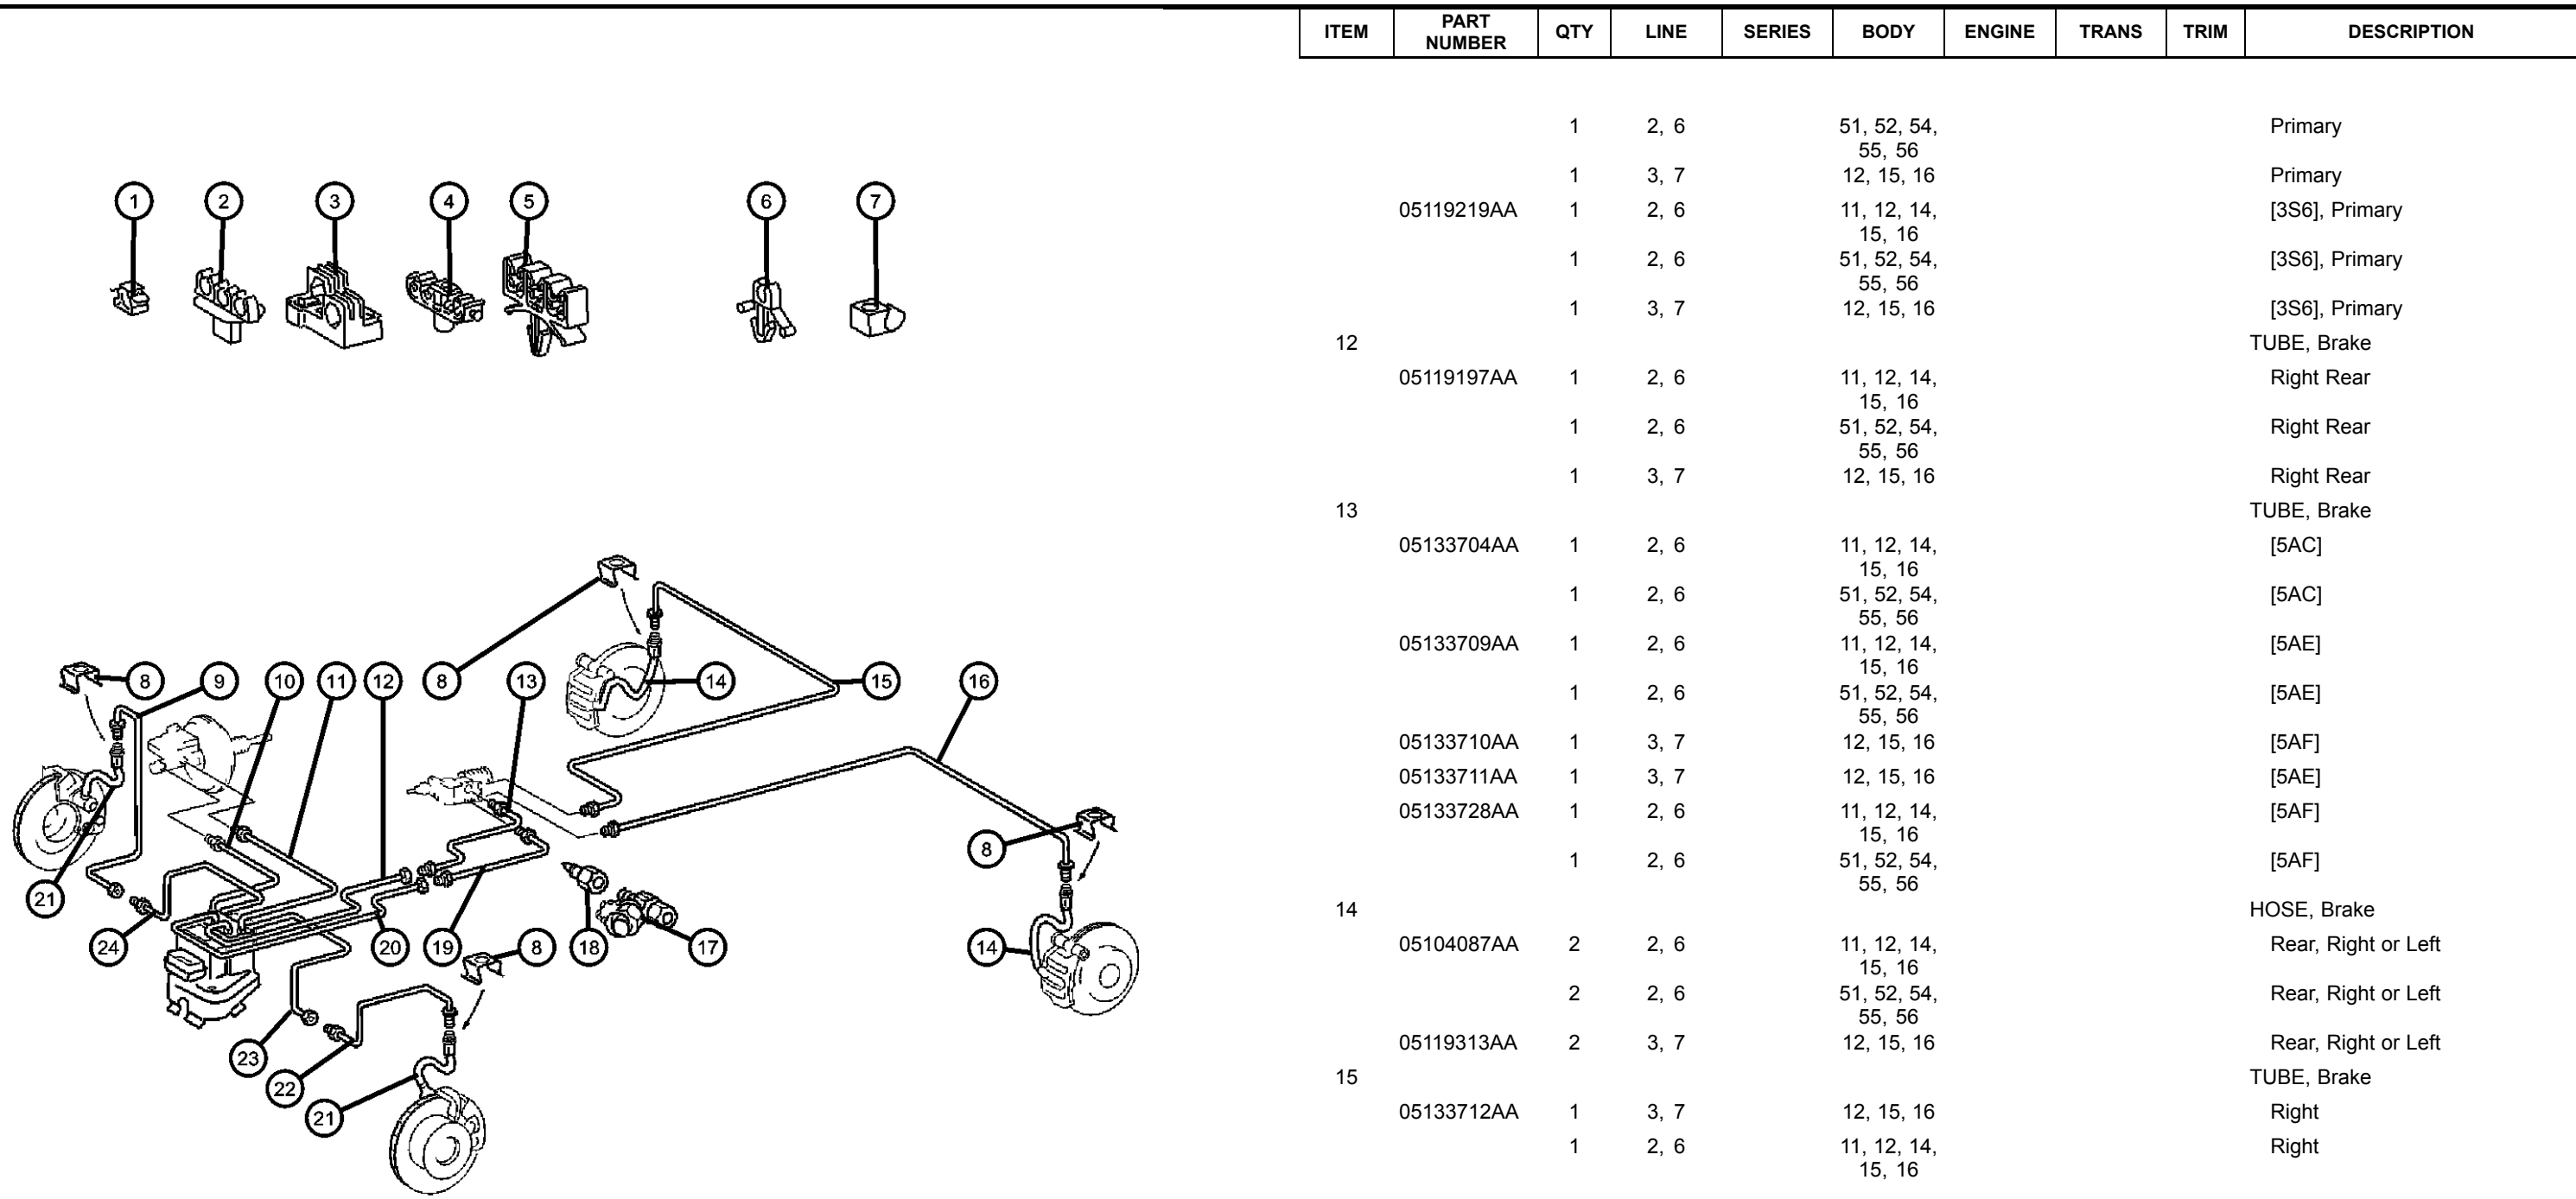 ITEM PART NUMBER QTY LINE SERIES BODY ENGINE TRANS TRIM DESCRIPTION
1 2, 6 51, 52, 54, Primary
55, 56
1 3, 7 12, 15, 16 Primary
05119219AA 1 2, 6 11, 12, 14, [3S6], Primary
15, 16
1 2, 6 51, 52, 54, [3S6], Primary
55, 56
1 3, 7 12, 15, 16 [3S6], Primary
12 TUBE, Brake
05119197AA 1 2, 6 11, 12, 14, Right Rear
15, 16
1 2, 6 51, 52, 54, Right Rear
55, 56
1 3, 7 12, 15, 16 Right Rear
13 TUBE, Brake
05133704AA 1 2, 6 11, 12, 14, [5AC]
15, 16
1 2, 6 51, 52, 54, [5AC]
55, 56
05133709AA 1 2, 6 11, 12, 14, [5AE]
15, 16
1 2, 6 51, 52, 54, [5AE]
55, 56
05133710AA 1 3, 7 12, 15, 16 [5AF]
05133711AA 1 3, 7 12, 15, 16 [5AE]
05133728AA 1 2, 6 11, 12, 14, [5AF]
15, 16
1 2, 6 51, 52, 54, [5AF]
55, 56
14 HOSE, Brake
05104087AA 2 2, 6 11, 12, 14, Rear, Right or Left
15, 16
2 2, 6 51, 52, 54, Rear, Right or Left
55, 56
05119313AA 2 3, 7 12, 15, 16 Rear, Right or Left
15 TUBE, Brake
05133712AA 1 3, 7 12, 15, 16 Right
1 2, 6 11, 12, 14, Right
15, 16
1 2 3 4 5 6 7
8 9 10 11 12 8 13 14 15 16
8
21
24 20 19 8 18 17 14
23
22
21